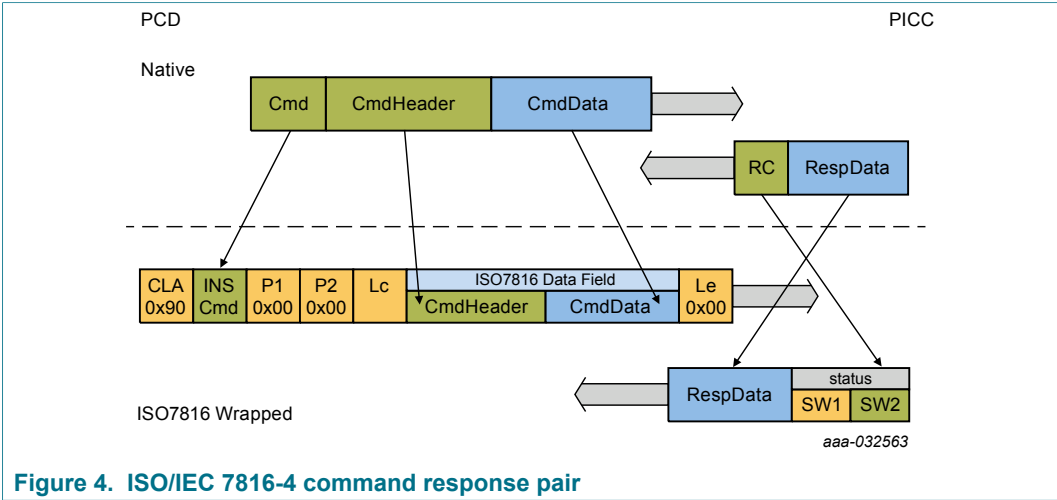 PCD PICC
Native
Cmd CmdHeader CmdData
RC RespData
CLA 0x90 INS Cmd P1 0x00 P2 0x00 Lc ISO7816 Data Field CmdHeader CmdData Le 0x00
RespData status SW1 SW2
ISO7816 Wrapped
aaa-032563
Figure 4. ISO/IEC 7816-4 command response pair